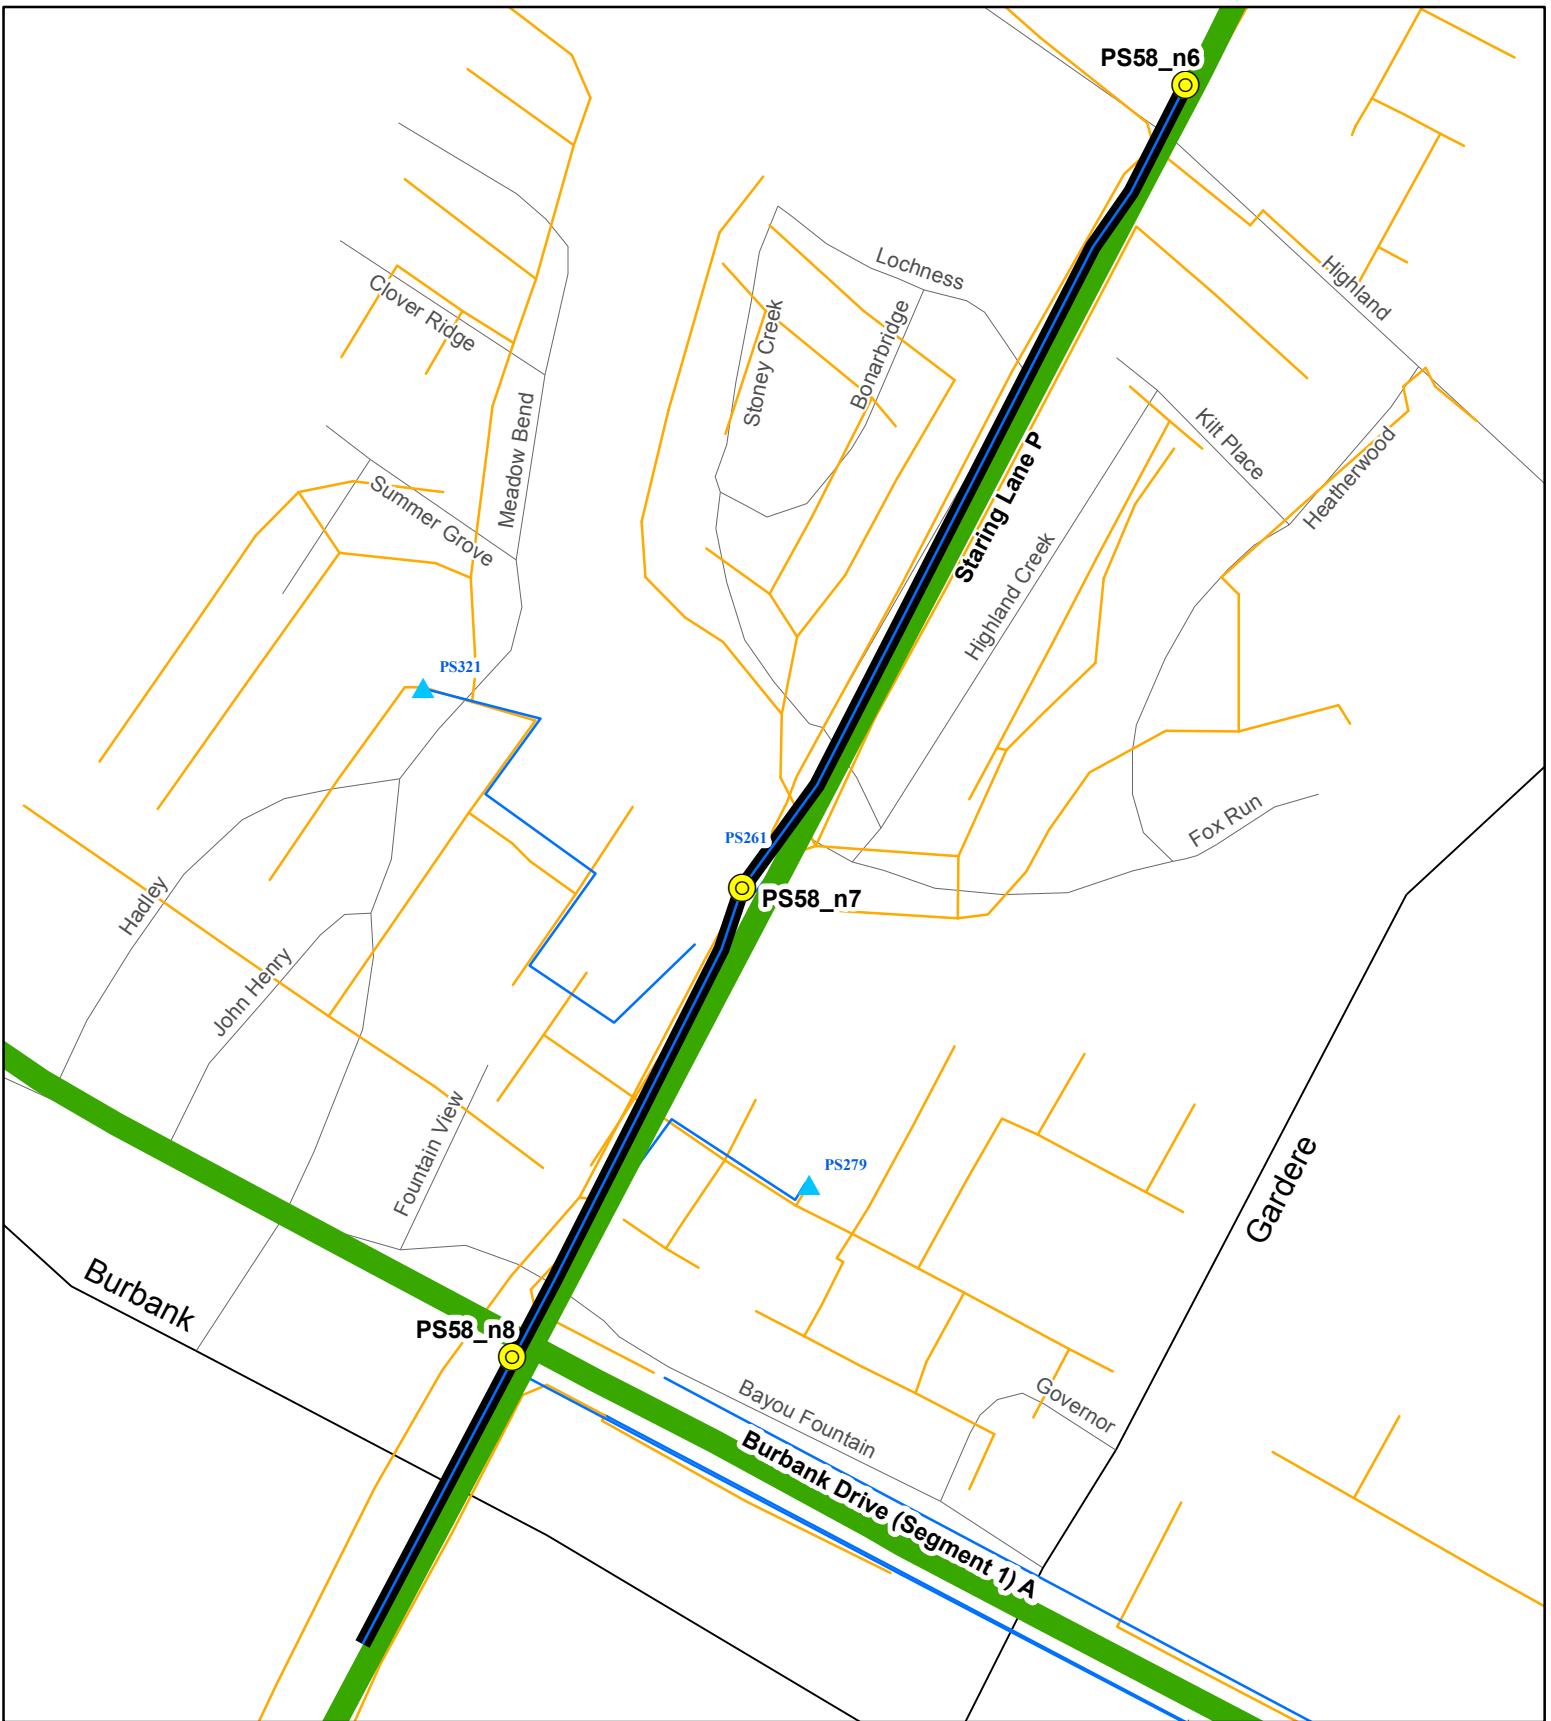 PS58_n6
Lochness
Highland
Clover Ridge
Stoney Creek
Bonarbridge
Meadow Bend
Kilt Place
Heatherwood
Staring Lane P
Summer Grove
Highland Creek
PS321
Fox Run
PS261
PS58_n7
Hadley
John Henry
Fountain View
PS279
Gardere
Burbank
PS58_n8
Bayou Fountain
Governor
Burbank Drive (Segment 1) A